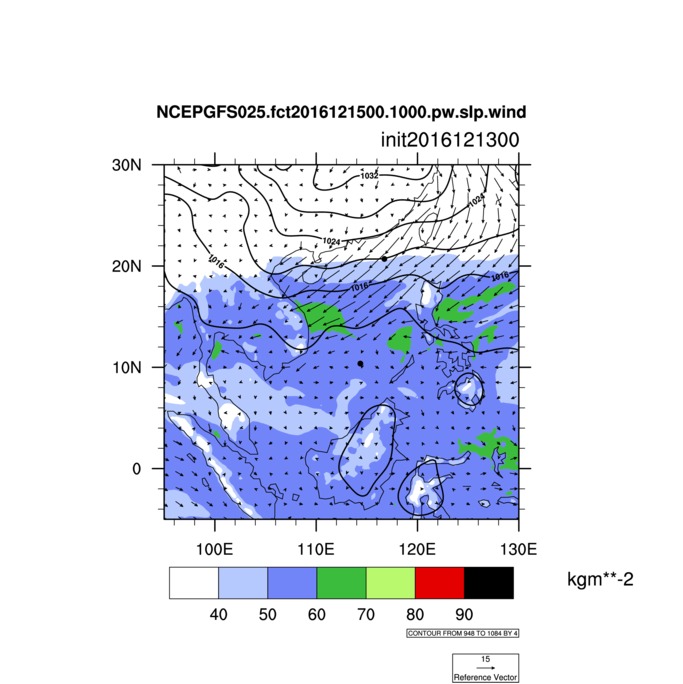 NCEPGFS025.fct2016121500.1000.pw.slp.wind
init2016121300
30N
1032
1024
1024
1016
20N
1016
1016
10N
0
100E
110E
120E
130E
kgm**-2
40
50
60
70
80
90
CONTOUR FROM 948 TO 1084 BY 4
15
Reference Vector